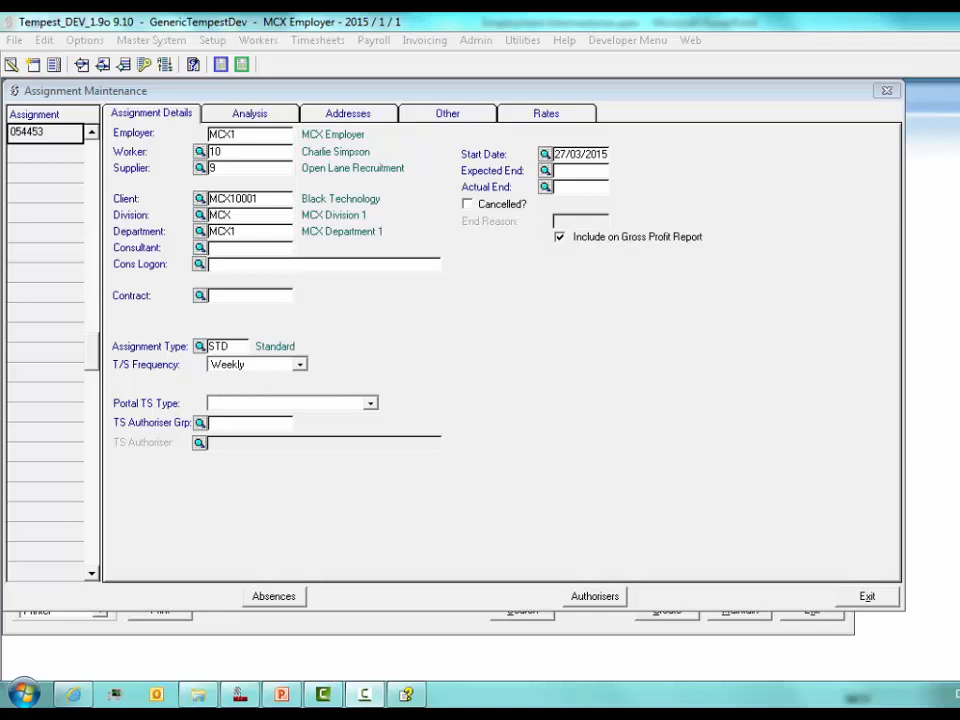 Tempest_DEV_1.9o 9.10 - GenericTempestDev - MCX Employer - 2015 / 1 / 1
File Edit Options Master System Setup Workers Timesheets Payroll Invoicing Admin Utilities Help Developer Menu Web
Assignment Maintenance
Assignment
Assignment Details Analysis Addresses Other Rates
054453
Employer: MCX1 MCX Employer
Worker: 10 Charlie Simpson
Start Date: 27/03/2015
Supplier: 9 Open Lane Recruitment
Expected End:
Actual End:
Client: MCX10001 Black Technology
Cancelled?
Division: MCX MCX Division 1
End Reason:
Department: MCX1 MCX Department 1
Include on Gross Profit Report
Consultant:
Cons Logon:
Contract:
Assignment Type: STD Standard
T/S Frequency: Weekly
Portal TS Type:
TS Authoriser Grp:
TS Authoriser
Absences Authorisers Exit